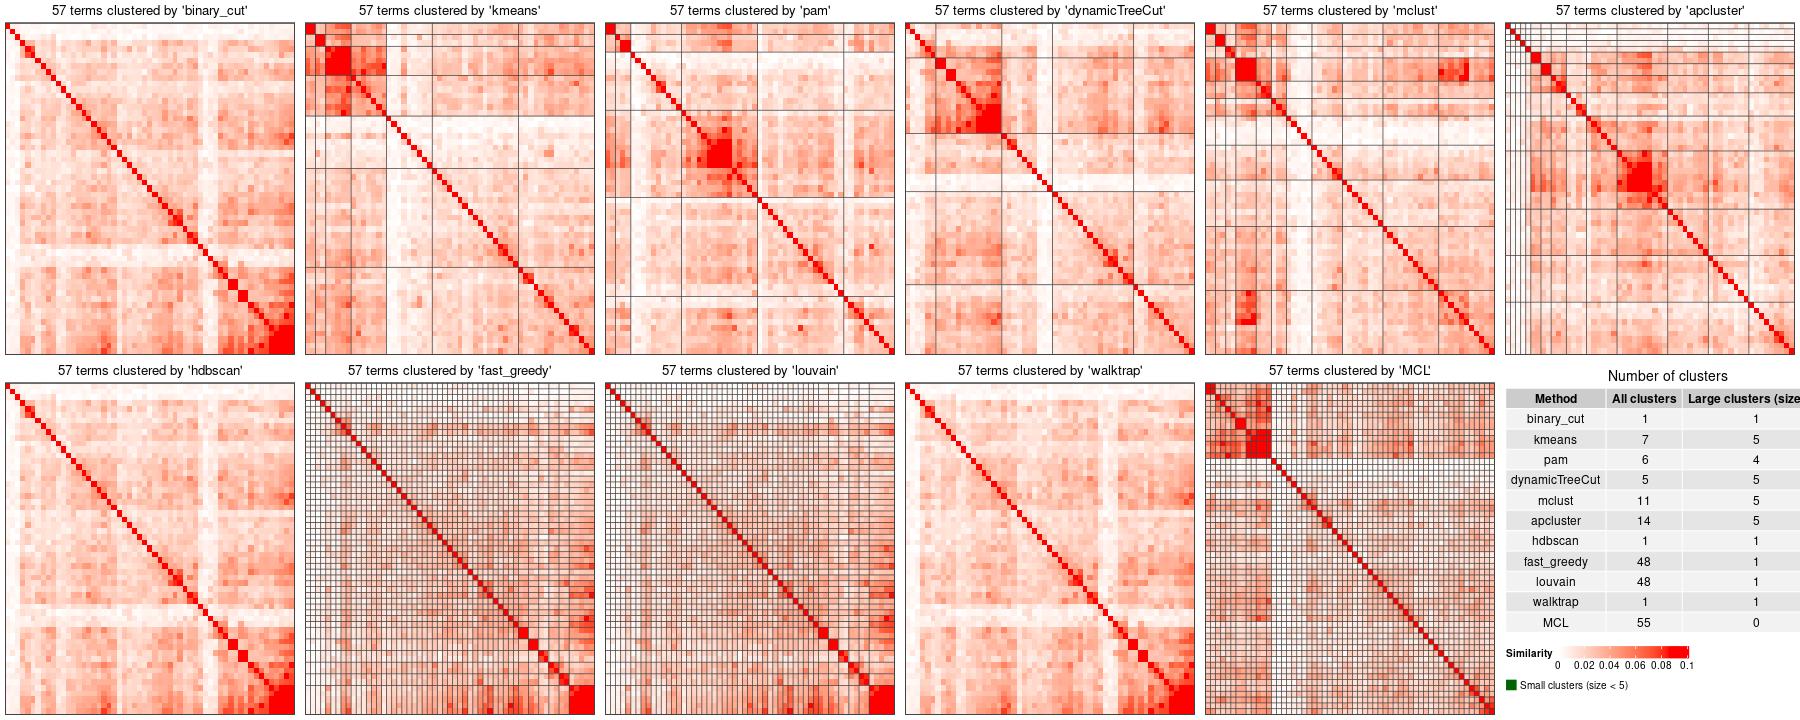 57 terms clustered by 'binary_cut'
57 terms clustered by 'kmeans'
57 terms clustered by 'pam'
57 terms clustered by 'dynamicTreeCut'
57 terms clustered by 'mclust'
57 terms clustered by 'apcluster'
57 terms clustered by 'hdbscan'
57 terms clustered by 'fast_greedy'
57 terms clustered by 'louvain'
57 terms clustered by 'walktrap'
57 terms clustered by 'MCL'
Number of clusters
Method All clusters Large clusters (size
binary_cut 1 1
kmeans 7 5
pam 6 4
dynamicTreeCut 5 5
mclust 11 5
apcluster 14 5
hdbscan 1 1
fast_greedy 48 1
louvain 48 1
walktrap 1 1
MCL 55 0
Similarity
0 0.02 0.04 0.06 0.08 0.1
Small clusters (size < 5)